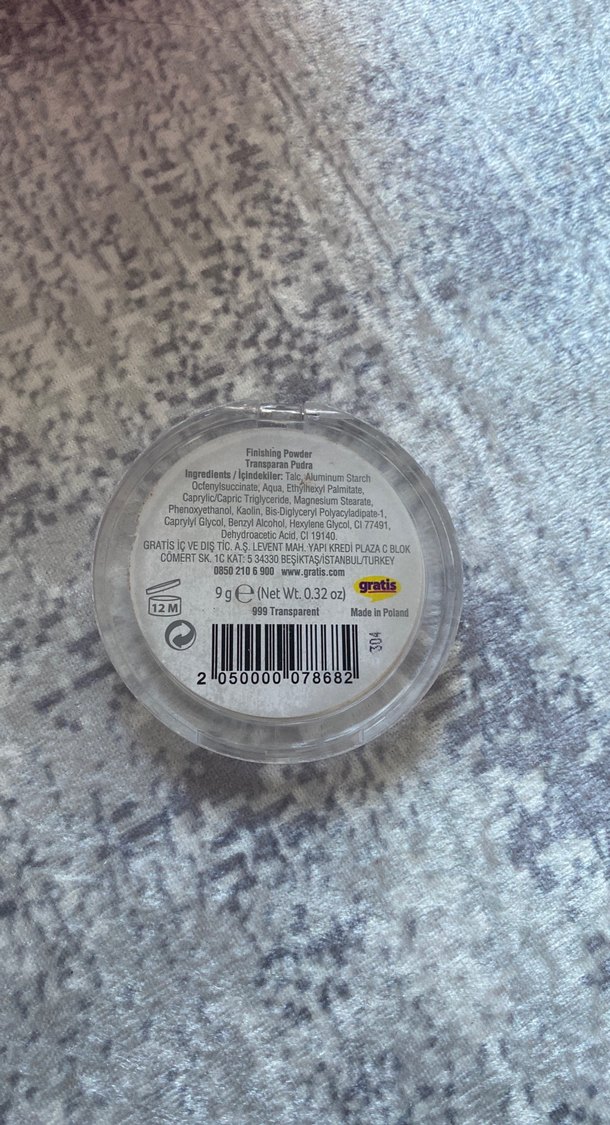 Finishing Powder
Transparan Pudra
Ingredients / İçindekiler: Talc, Aluminum Starch
Octenylsuccinate, Aqua, Ethylhexyl Palmitate,
Caprylic/Capric Triglyceride, Magnesium Stearate,
Phenoxyethanol, Kaolin, Bis-Diglyceryl Polyacyladipate-1,
Caprylyl Glycol, Benzyl Alcohol, Hexylene Glycol, CI 77491,
Dehydroacetic Acid, CI 19140.
GRATİS İÇ VE DIŞ TİC. A.Ş. LEVENT MAH. YAPI KREDİ PLAZA C BLOK
CÖMERT SK. 1C KAT: 5 34330 BEŞİKTAŞ/İSTANBUL/TURKEY
0850 210 6 900 www.gratis.com
9 g ℮ (Net Wt. 0.32 oz)
gratis
12 M
999 Transparent
Made in Poland
304
2 050000 078682